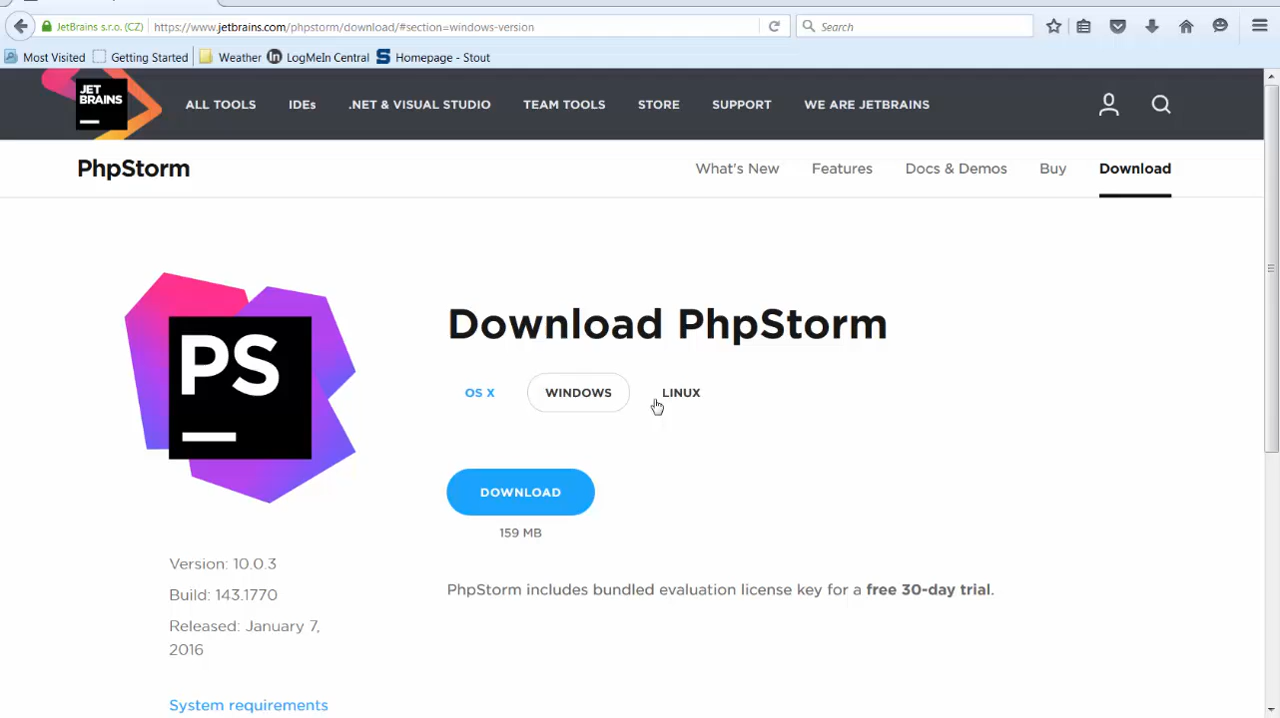 JetBrains s.r.o. (CZ) https://www.jetbrains.com/phpstorm/download/#section=windows-version Search
Most Visited Getting Started Weather LogMeIn Central Homepage - Stout
JET
BRAINS
ALL TOOLS IDEs .NET & VISUAL STUDIO TEAM TOOLS STORE SUPPORT WE ARE JETBRAINS
PhpStorm What's New Features Docs & Demos Buy Download
PS
Download PhpStorm
OS X WINDOWS LINUX
DOWNLOAD
159 MB
Version: 10.0.3
Build: 143.1770
Released: January 7,
2016
System requirements
PhpStorm includes bundled evaluation license key for a free 30-day trial.